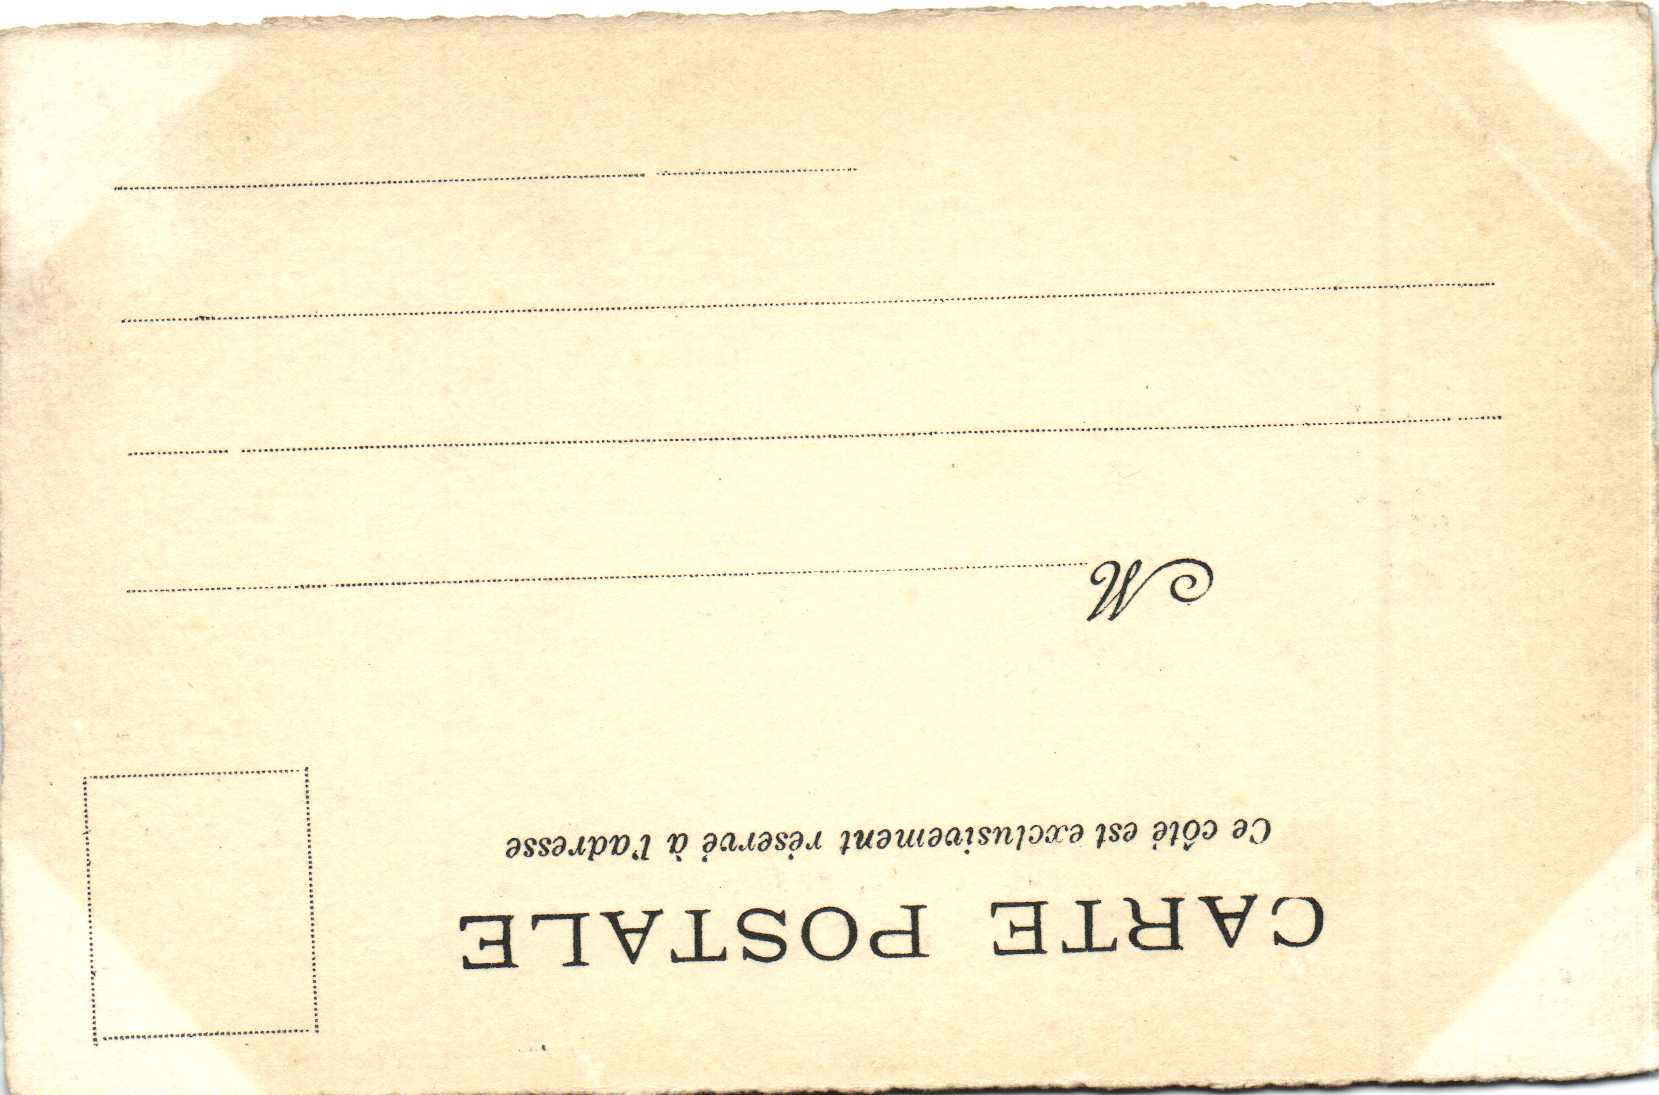 CARTE POSTALE
Ce côté est exclusivement réservé à l'adresse
M